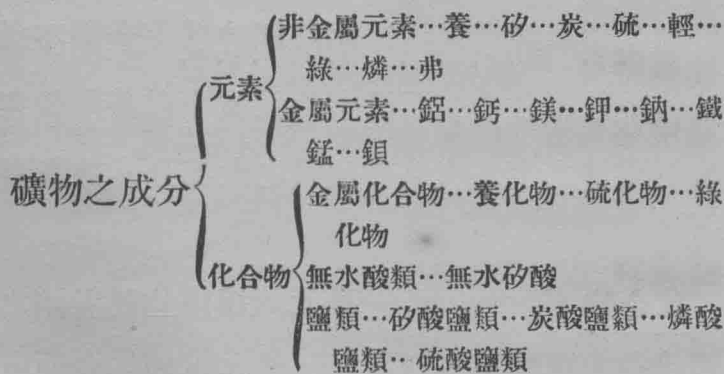 非金屬元素…養…矽…炭…硫…輕…
綠…燐…弗
元素
金屬元素…鋁…鈣…鎂…鉀…鈉…鐵
錳…鋇
礦物之成分
金屬化合物…養化物…硫化物…綠
化物
化合物
無水酸類…無水矽酸
鹽類…矽酸鹽類…炭酸鹽類…燐酸
鹽類‥硫酸鹽類